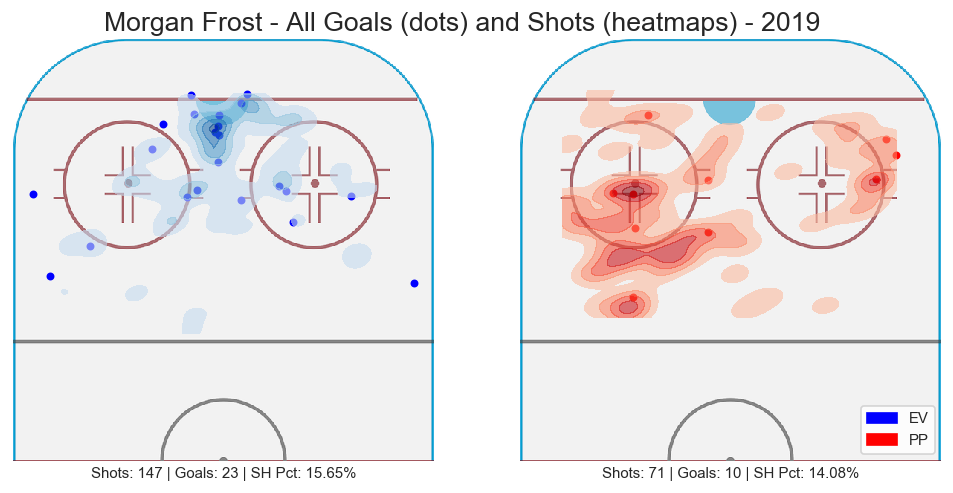 Morgan Frost - All Goals (dots) and Shots (heatmaps) - 2019
EV
PP
Shots: 147 | Goals: 23 | SH Pct: 15.65%
Shots: 71 | Goals: 10 | SH Pct: 14.08%